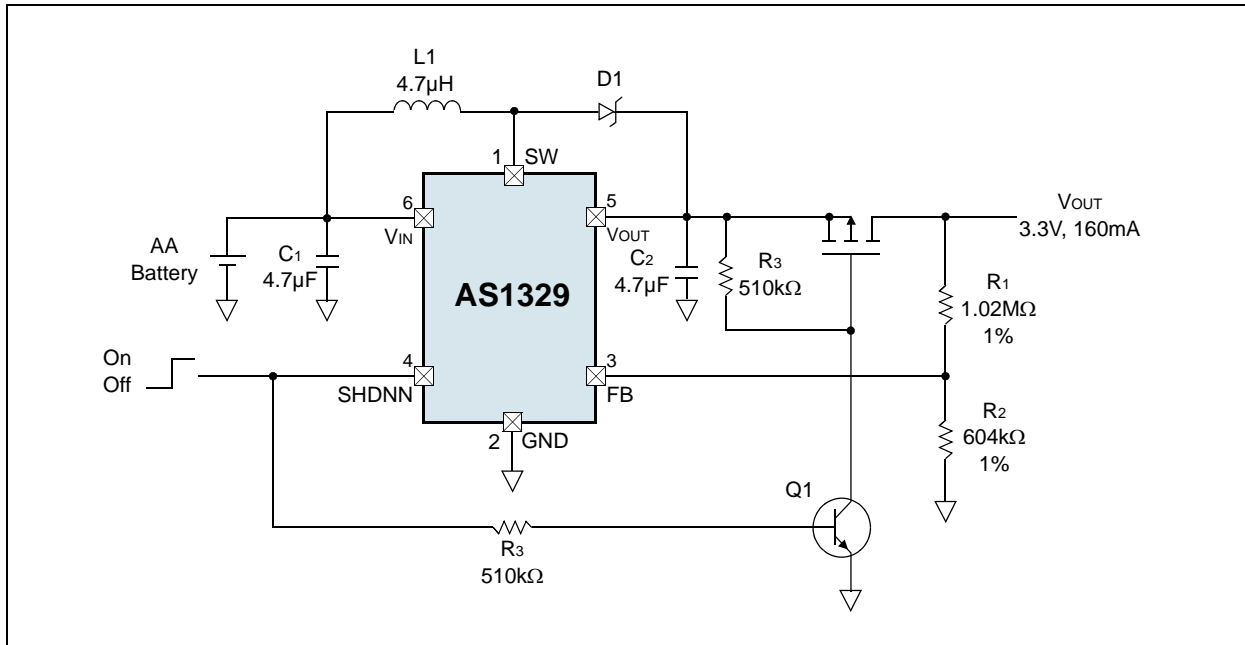 L1
4.7µH
D1
1
SW
6
VIN
5
VOUT
AA
Battery
C1
4.7µF
C2
4.7µF
R3
510kΩ
VOUT
3.3V, 160mA
AS1329
R1
1.02MΩ
1%
On
Off
4
SHDNN
3
FB
2
GND
R2
604kΩ
1%
Q1
R3
510kΩ